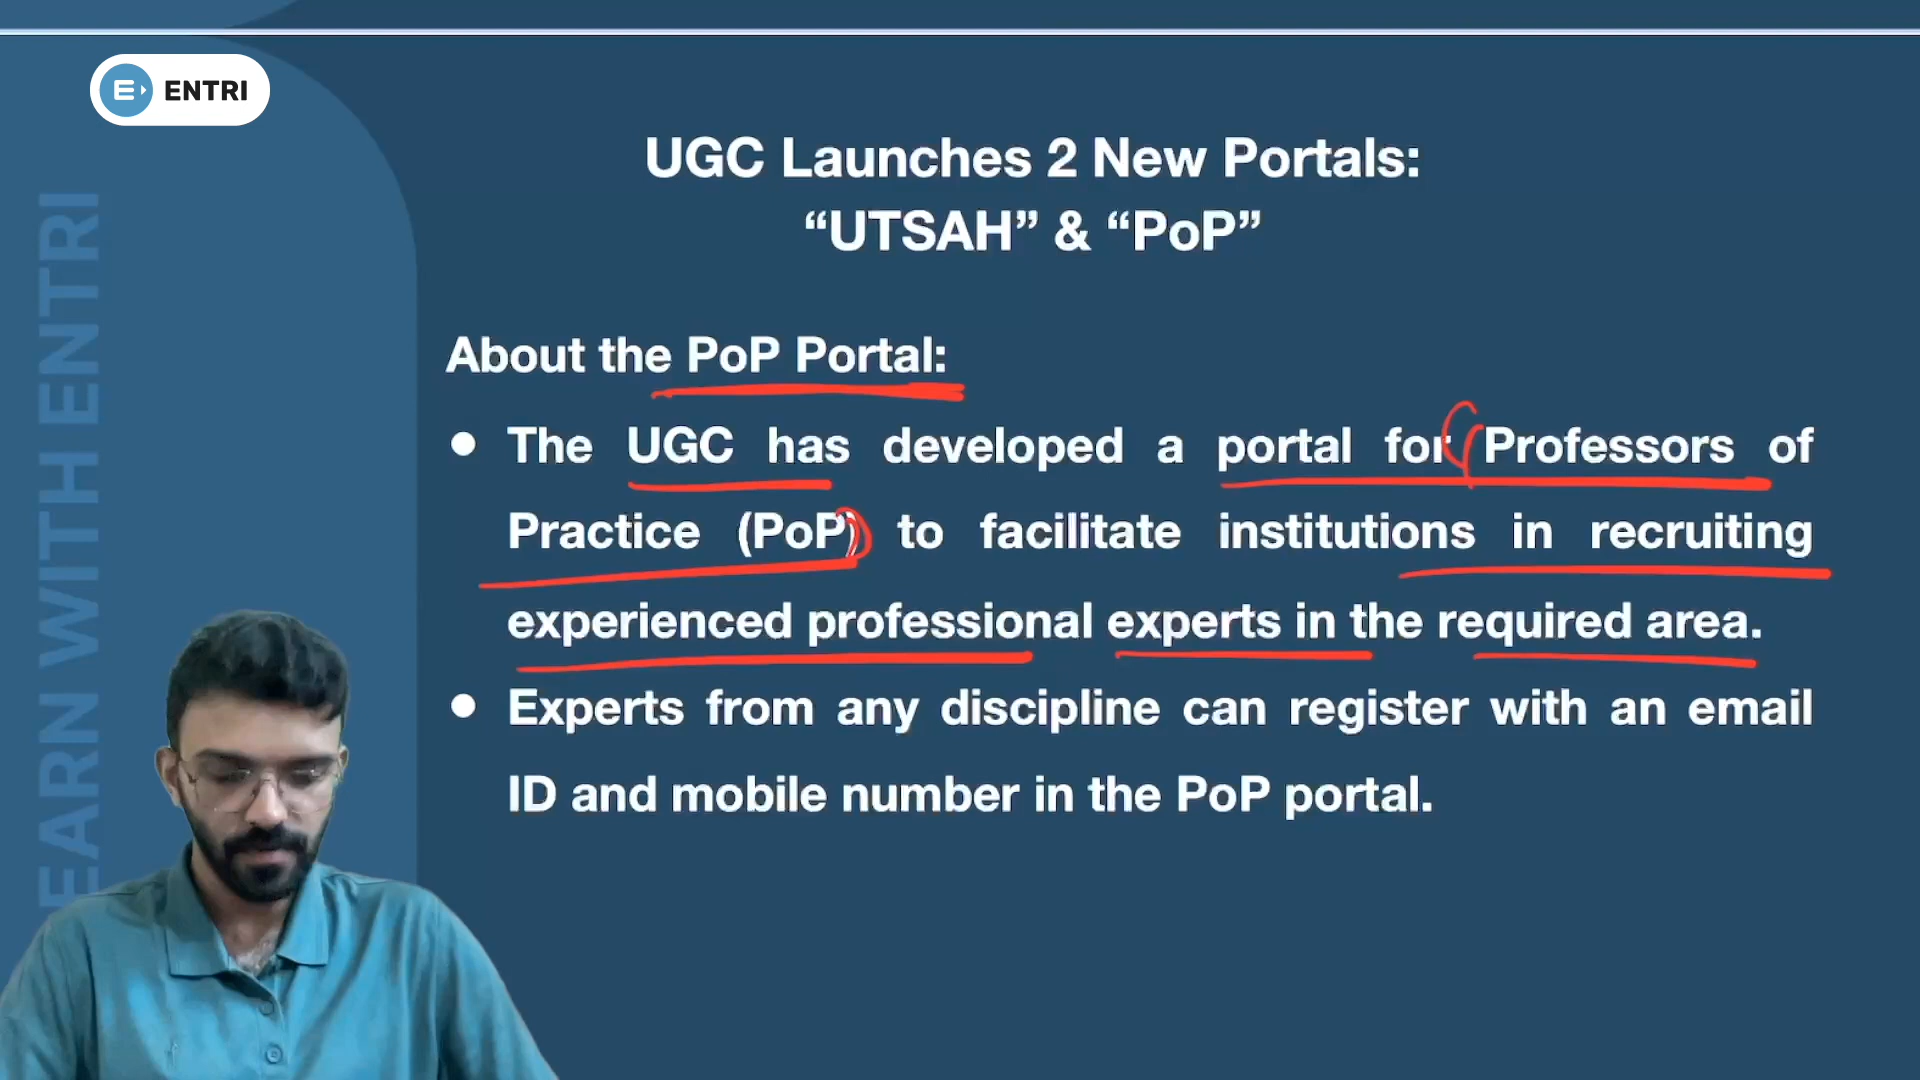 ENTRI
UGC Launches 2 New Portals:
“UTSAH” & “PoP”
About the PoP Portal:
● The UGC has developed a portal for Professors of
Practice (PoP) to facilitate institutions in recruiting
experienced professional experts in the required area.
● Experts from any discipline can register with an email
ID and mobile number in the PoP portal.
EARN WITH ENTRI